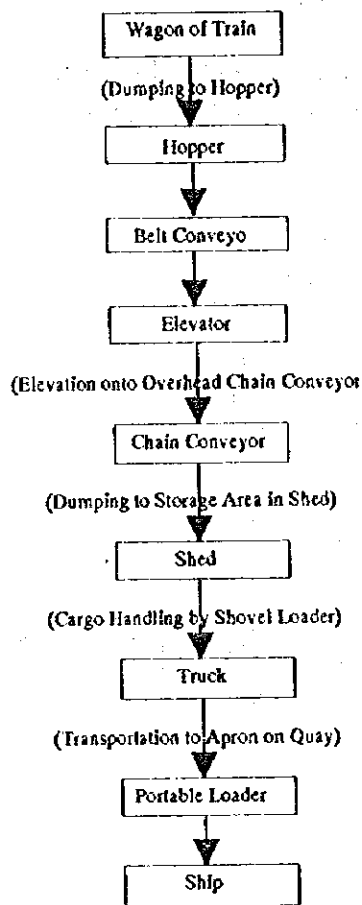 Wagon of Train
(Dumping to Hopper)
Hopper
Belt Conveyo
Elevator
(Elevation onto Overhead Chain Conveyor
Chain Conveyor
(Dumping to Storage Area in Shed)
Shed
(Cargo Handling by Shovel Loader)
Truck
(Transportation to Apron on Quay)
Portable Loader
Ship